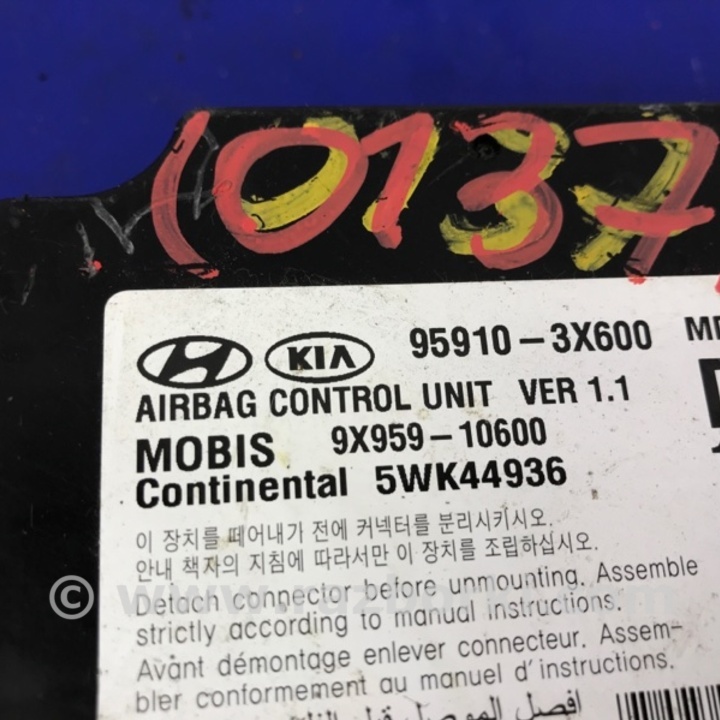 10137
KIA 95910-3X600
AIRBAG CONTROL UNIT VER 1.1
MOBIS 9X959-10600
Continental 5WK44936
이 장치를 떼어내기 전에 커넥터를 분리시키시오.
안내 책자의 지침에 따라서만 이 장치를 조립하십시오.
Detach connector before unmounting. Assemble
strictly according to manual instructions.
Avant démontage enlever connecteur. Assem-
bler conformement au manuel d'instructions.
افصل الموصل قبل